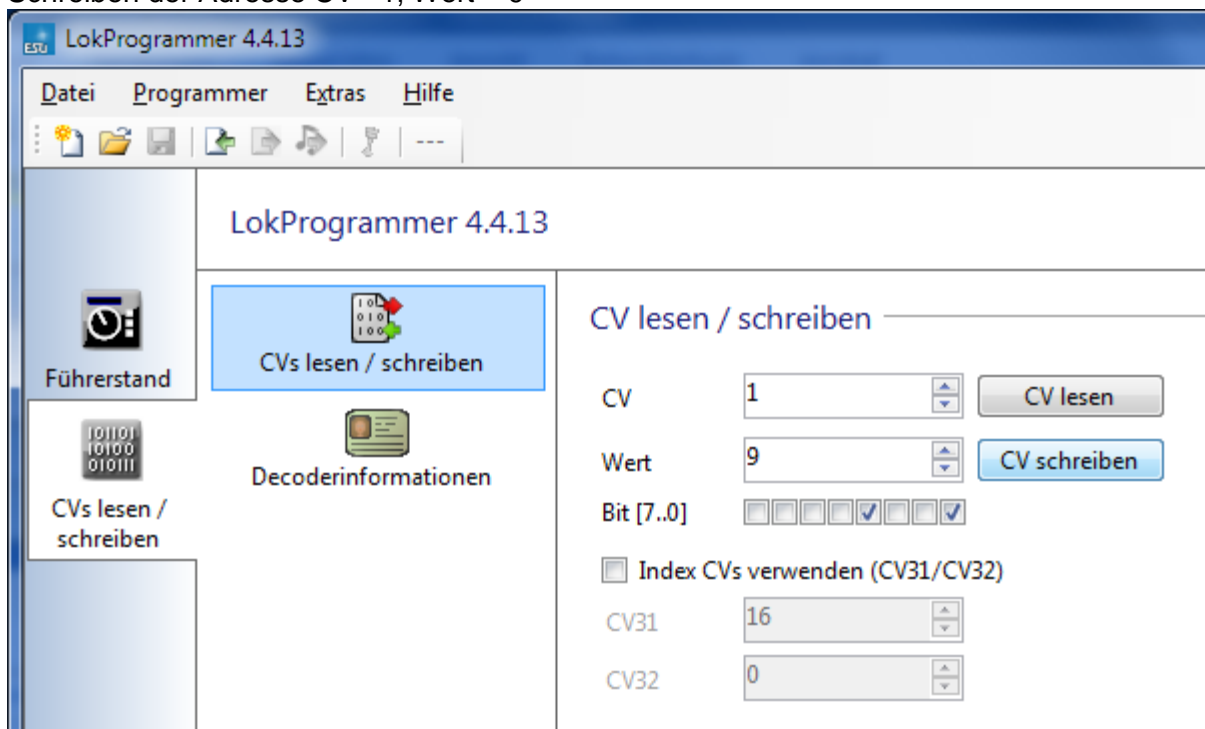 LokProgrammer 4.4.13
Datei Programmer Extras Hilfe
---
LokProgrammer 4.4.13
Führerstand
CVs lesen /
schreiben
CVs lesen / schreiben
Decoderinformationen
CV lesen / schreiben
CV 1 CV lesen
Wert 9 CV schreiben
Bit [7..0]
Index CVs verwenden (CV31/CV32)
CV31 16
CV32 0